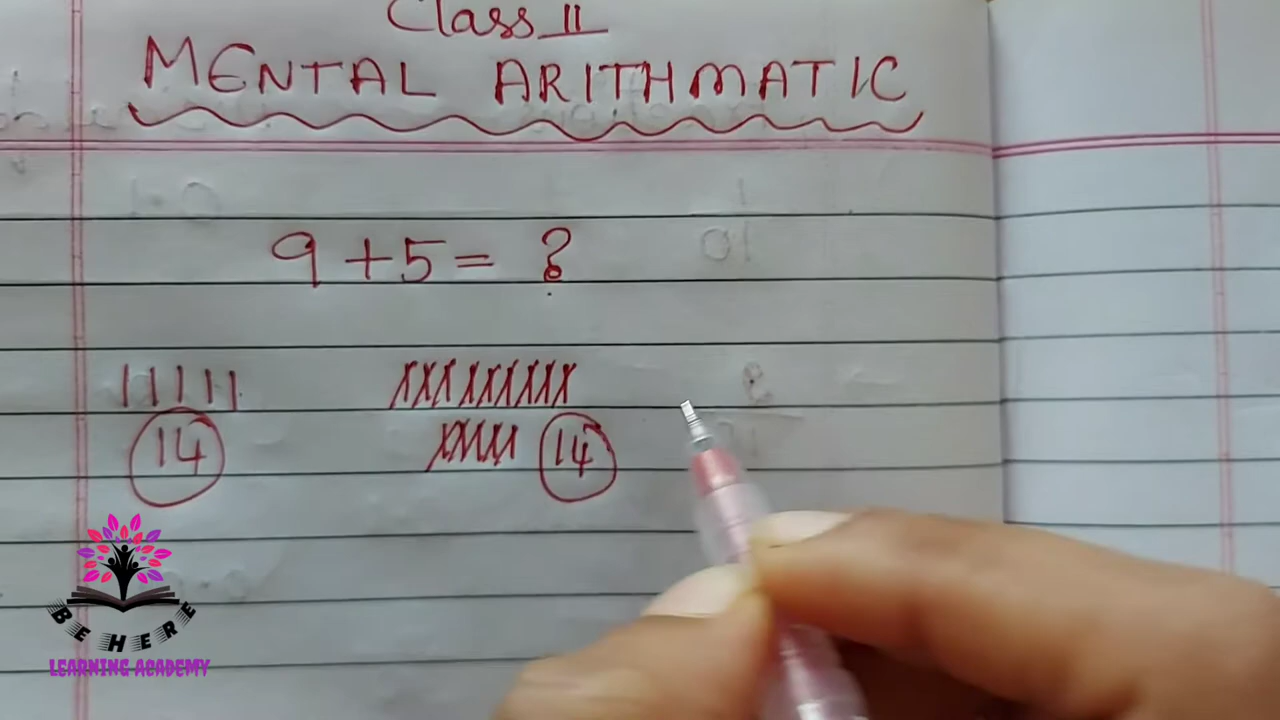 Class II
MENTAL ARITHMATIC
9 + 5 = ?
14
14
BE HERE
LEARNING ACADEMY